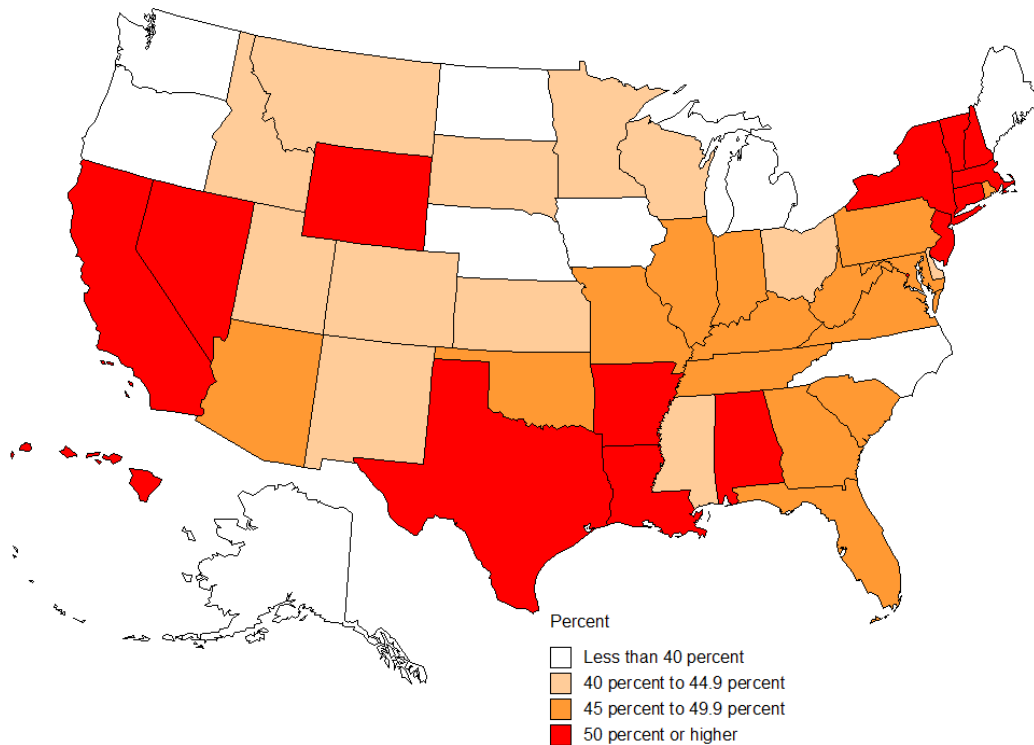 Percent
Less than 40 percent
40 percent to 44.9 percent
45 percent to 49.9 percent
50 percent or higher